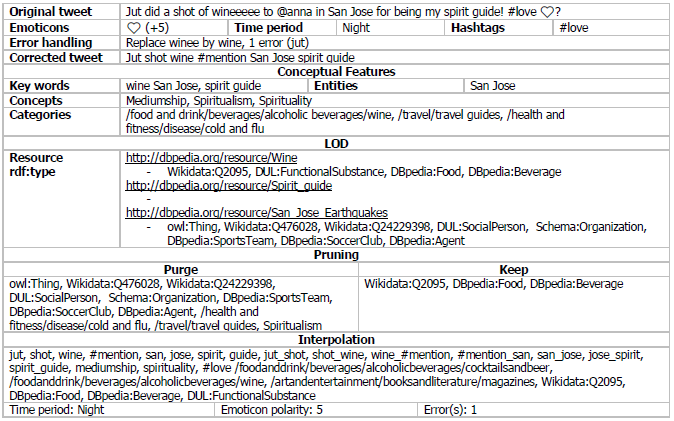 Original tweet Jut did a shot of wineeeee to @anna in San Jose for being my spirit guide! #love ♡?
Emoticons ♡ (+5) Time period Night Hashtags #love
Error handling Replace winee by wine, 1 error (jut)
Corrected tweet Jut shot wine #mention San Jose spirit guide
Conceptual Features
Key words wine San Jose, spirit guide Entities San Jose
Concepts Mediumship, Spiritualism, Spirituality
Categories /food and drink/beverages/alcoholic beverages/wine, /travel/travel guides, /health and
fitness/disease/cold and flu
LOD
Resource http://dbpedia.org/resource/Wine
rdf:type - Wikidata:Q2095, DUL:FunctionalSubstance, DBpedia:Food, DBpedia:Beverage
http://dbpedia.org/resource/Spirit_guide
-
http://dbpedia.org/resource/San_Jose_Earthquakes
- owl:Thing, Wikidata:Q476028, Wikidata:Q24229398, DUL:SocialPerson, Schema:Organization,
DBpedia:SportsTeam, DBpedia:SoccerClub, DBpedia:Agent
Pruning
Purge Keep
owl:Thing, Wikidata:Q476028, Wikidata:Q24229398, Wikidata:Q2095, DBpedia:Food, DBpedia:Beverage
DUL:SocialPerson, Schema:Organization, DBpedia:SportsTeam,
DBpedia:SoccerClub, DBpedia:Agent, /health and
fitness/disease/cold and flu, /travel/travel guides, Spiritualism
Interpolation
jut, shot, wine, #mention, san, jose, spirit, guide, jut_shot, shot_wine, wine_#mention, #mention_san, san_jose, jose_spirit,
spirit_guide, mediumship, spirituality, #love /foodanddrink/beverages/alcoholicbeverages/cocktailsandbeer,
/foodanddrink/beverages/alcoholicbeverages/wine, /artandentertainment/booksandliterature/magazines, Wikidata:Q2095,
DBpedia:Food, DBpedia:Beverage, DUL:FunctionalSubstance
Time period: Night Emoticon polarity: 5 Error(s): 1